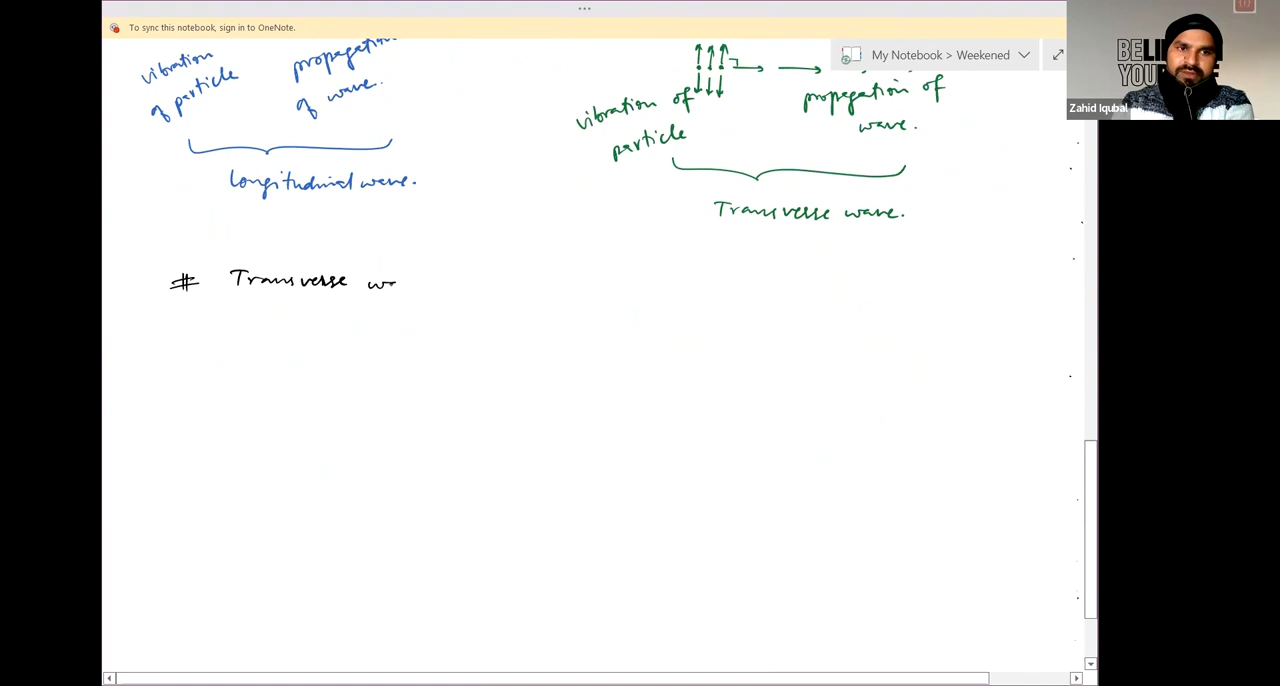 To sync this notebook, sign in to OneNote.
My Notebook > Weekened
Zahid Iqubal
vibration
of particle
propagation
of wave.
Longitudinal wave.
vibration of
particle
propagation of
wave.
Transverse wave.
# Transverse w